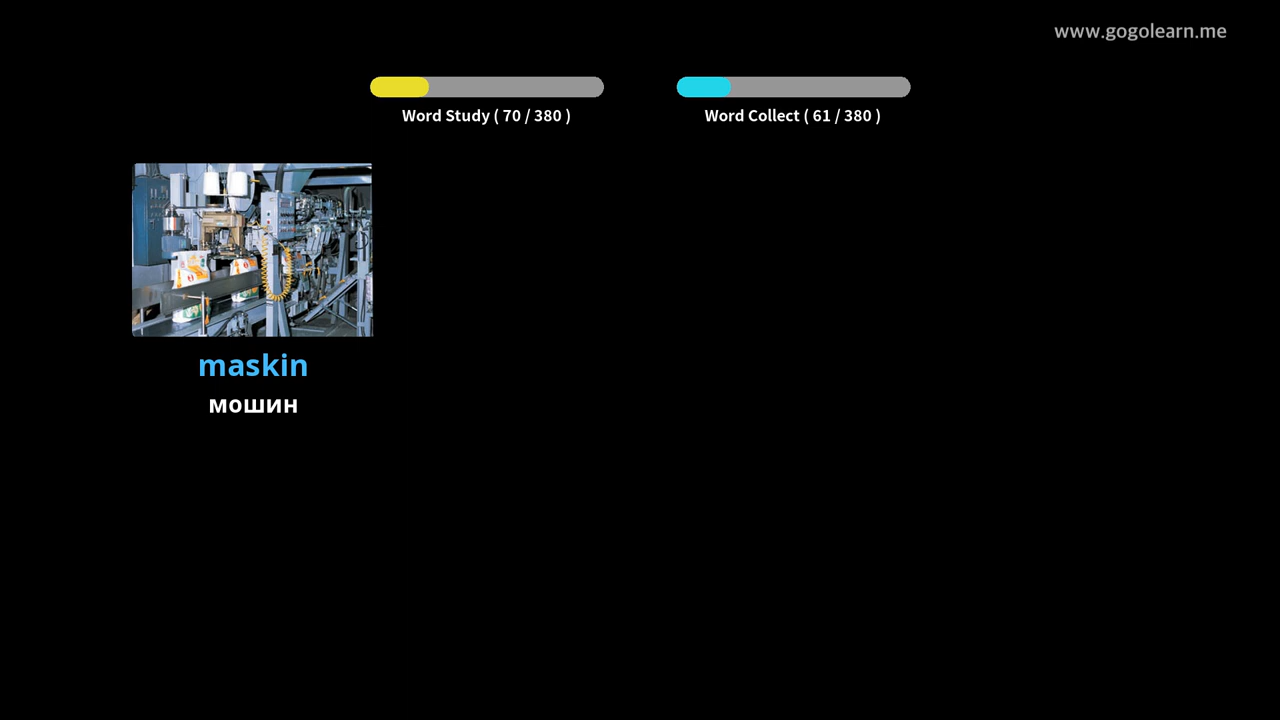 www.gogolearn.me
Word Study ( 70 / 380 )
Word Collect ( 61 / 380 )
maskin
мошин